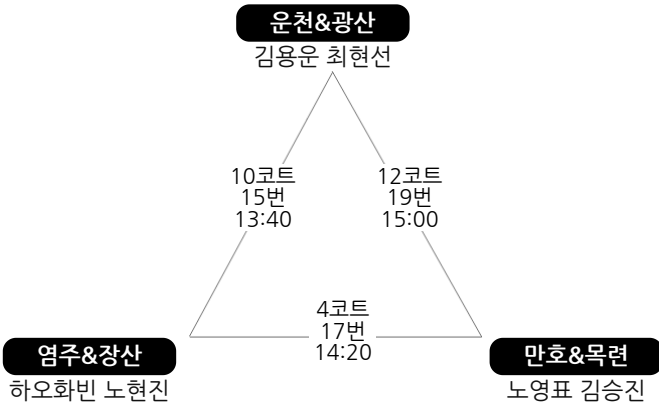 운천&광산
김용운 최현선
10코트
15번
13:40
12코트
19번
15:00
4코트
17번
14:20
염주&장산
하오화빈 노현진
만호&목련
노영표 김승진